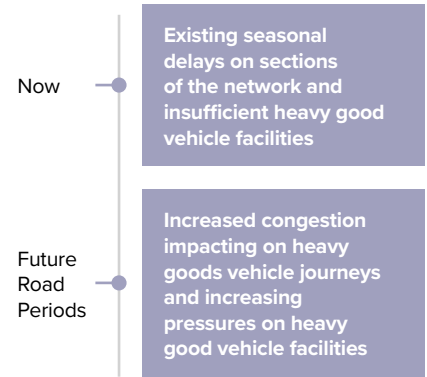 Now
Existing seasonal
delays on sections
of the network and
insufficient heavy good
vehicle facilities
Future
Road
Periods
Increased congestion
impacting on heavy
goods vehicle journeys
and increasing
pressures on heavy
good vehicle facilities